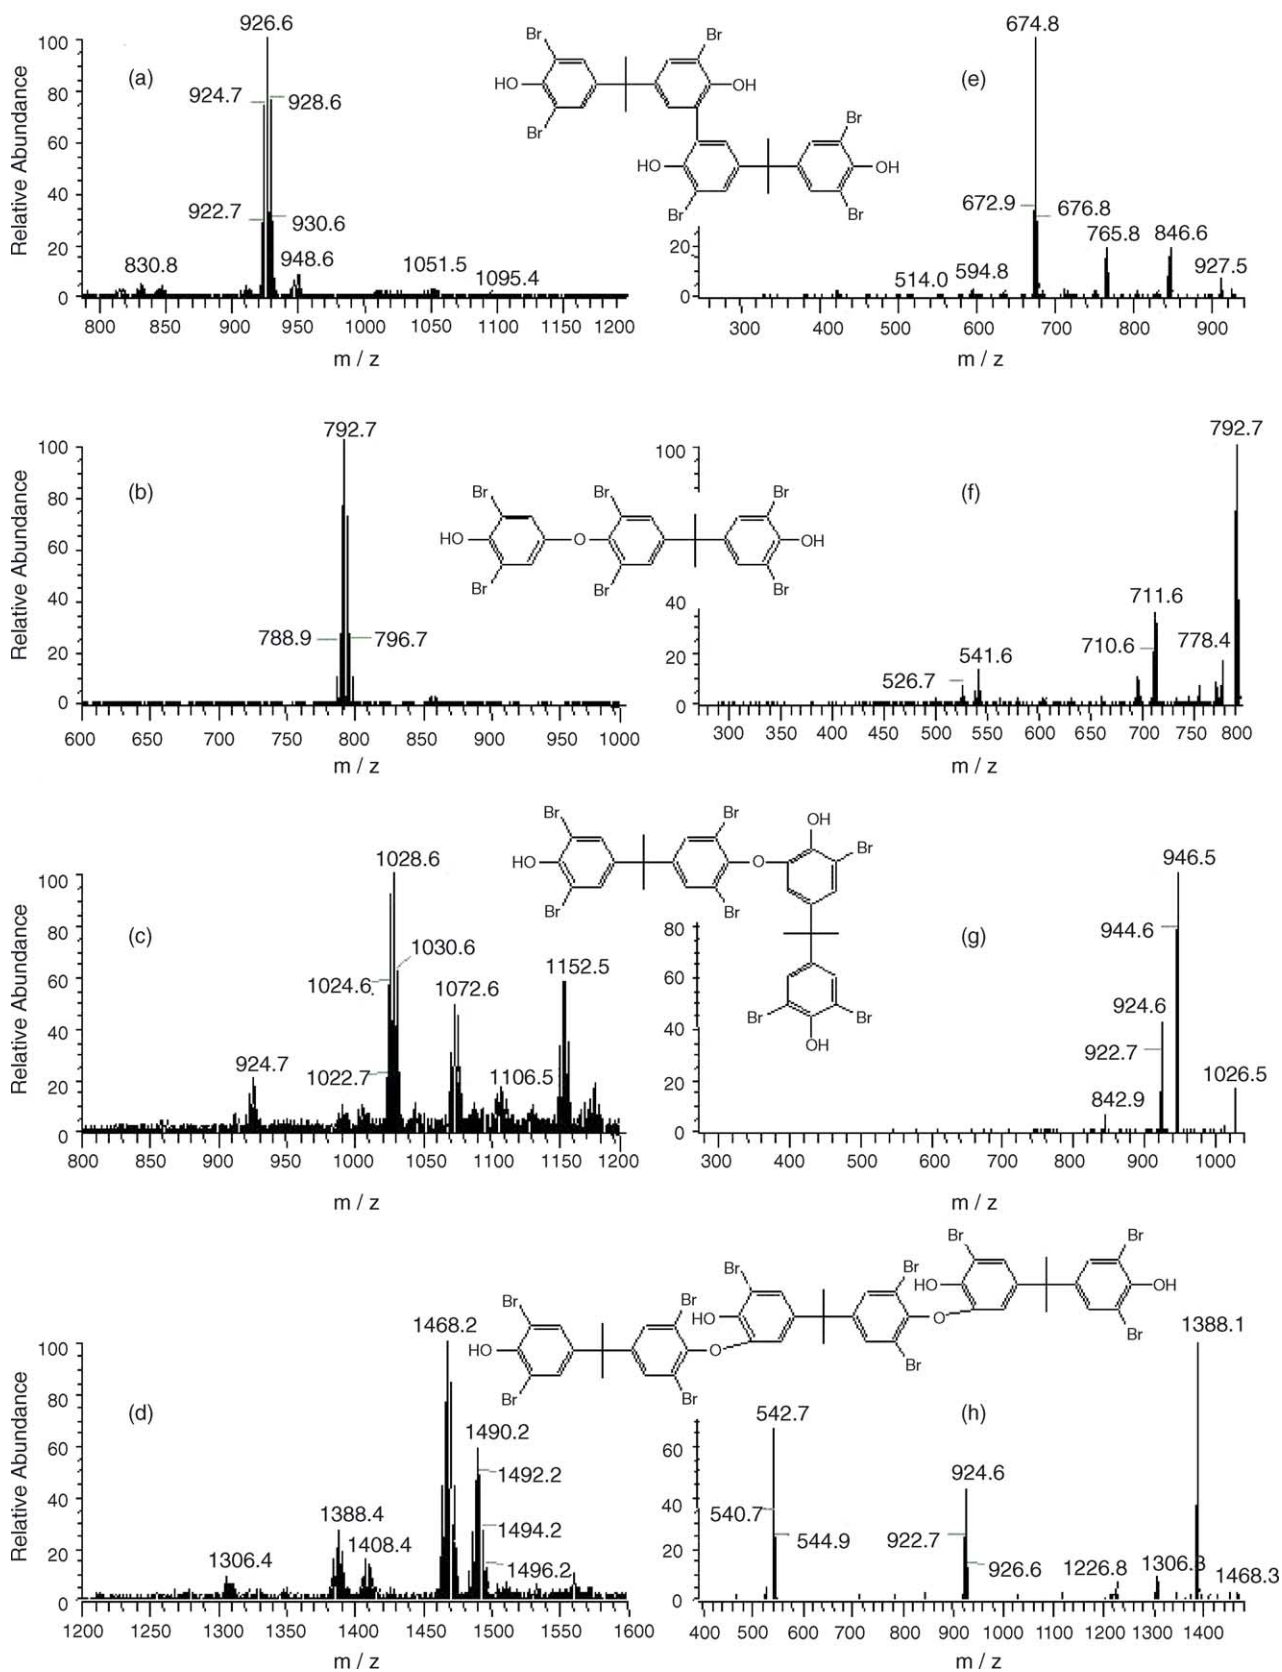 926.6
Br
Br
674.8
100
(a)
(e)
80
924.7
928.6
HO
OH
Relative Abundance
60
Br
Br
40
HO
OH
922.7
930.6
672.9
676.8
Br
Br
20
830.8
948.6
1051.5
1095.4
20
765.8
846.6
514.0
594.8
927.5
0
0
800 850 900 950 1000 1050 1100 1150 1200
300 400 500 600 700 800 900
m / z
m / z
792.7
792.7
100
100
(b)
(f)
80
Br
Br
Br
Relative Abundance
60
HO
O
OH
40
Br
Br
Br
40
788.9
796.7
711.6
710.6
778.4
20
20
526.7
541.6
0
0
600 650 700 750 800 850 900 950 1000
300 400 450 500 550 600 700 750 800
m / z
m / z
Br
Br
OH
1028.6
HO
O
Br
946.5
100
Br
Br
80
(c)
1030.6
80
(g)
944.6
Relative Abundance
60
1024.6
1072.6
1152.5
60
924.6
40
Br
Br
40
OH
922.7
924.7
1022.7
1106.5
1026.5
20
20
842.9
0
0
800 850 900 950 1000 1050 1100 1150 1200
300 400 500 600 700 800 900 1000
m / z
m / z
Br
Br
Br
Br
OH
OH
Br
Br
HO
O
Br
1468.2
HO
O
Br
1388.1
100
Br
Br
80
(d)
542.7
(h)
1490.2
Relative Abundance
60
1492.2
60
924.6
40
1388.4
1494.2
40
540.7
922.7
1408.4
544.9
20
1306.4
1496.2
20
926.6
1226.8
1306.3
1468.3
0
0
1200 1250 1300 1350 1400 1450 1500 1550 1600
400 500 600 700 800 900 1000 1100 1200 1300 1400
m / z
m / z